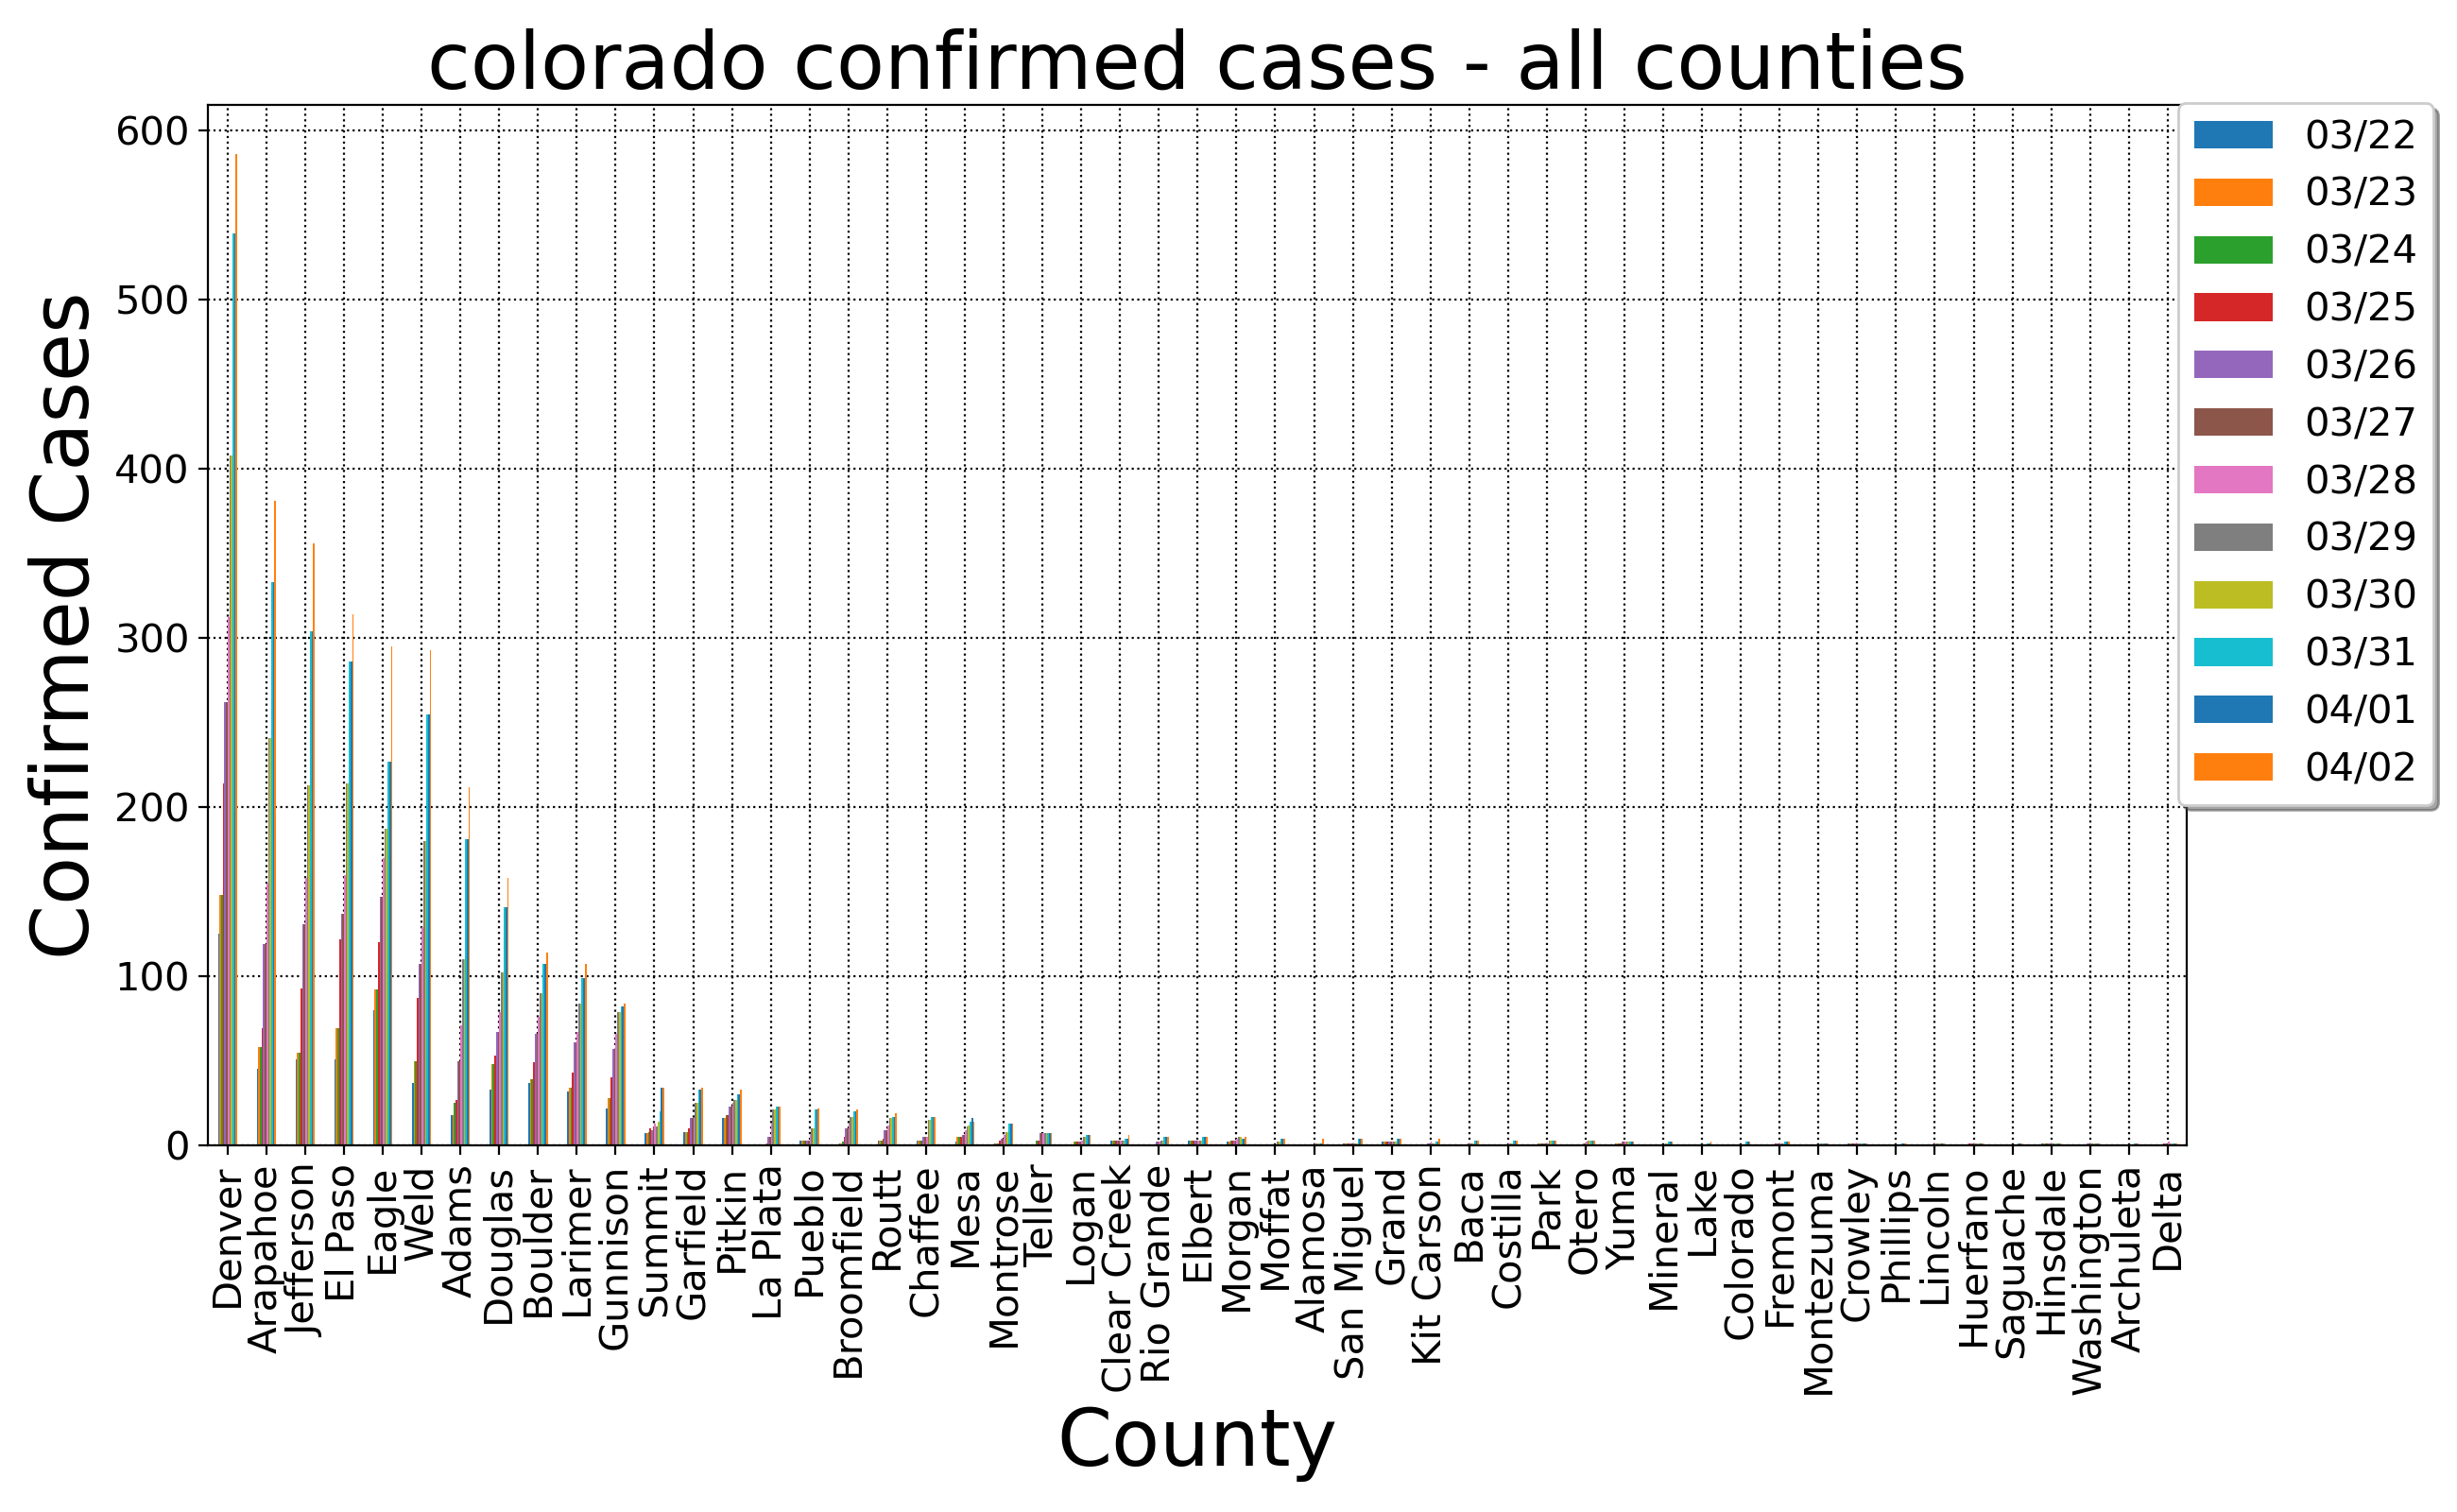 colorado confirmed cases - all counties
Confirmed Cases
600
500
400
300
200
100
0
03/22
03/23
03/24
03/25
03/26
03/27
03/28
03/29
03/30
03/31
04/01
04/02
Denver
Arapahoe
Jefferson
El Paso
Eagle
Weld
Adams
Douglas
Boulder
Larimer
Gunnison
Summit
Garfield
Pitkin
La Plata
Pueblo
Broomfield
Routt
Chaffee
Mesa
Montrose
Teller
Logan
Clear Creek
Rio Grande
Elbert
Morgan
Moffat
Alamosa
San Miguel
Grand
Kit Carson
Baca
Costilla
Park
Otero
Yuma
Mineral
Lake
Colorado
Fremont
Montezuma
Crowley
Phillips
Lincoln
Huerfano
Saguache
Hinsdale
Washington
Archuleta
Delta
County